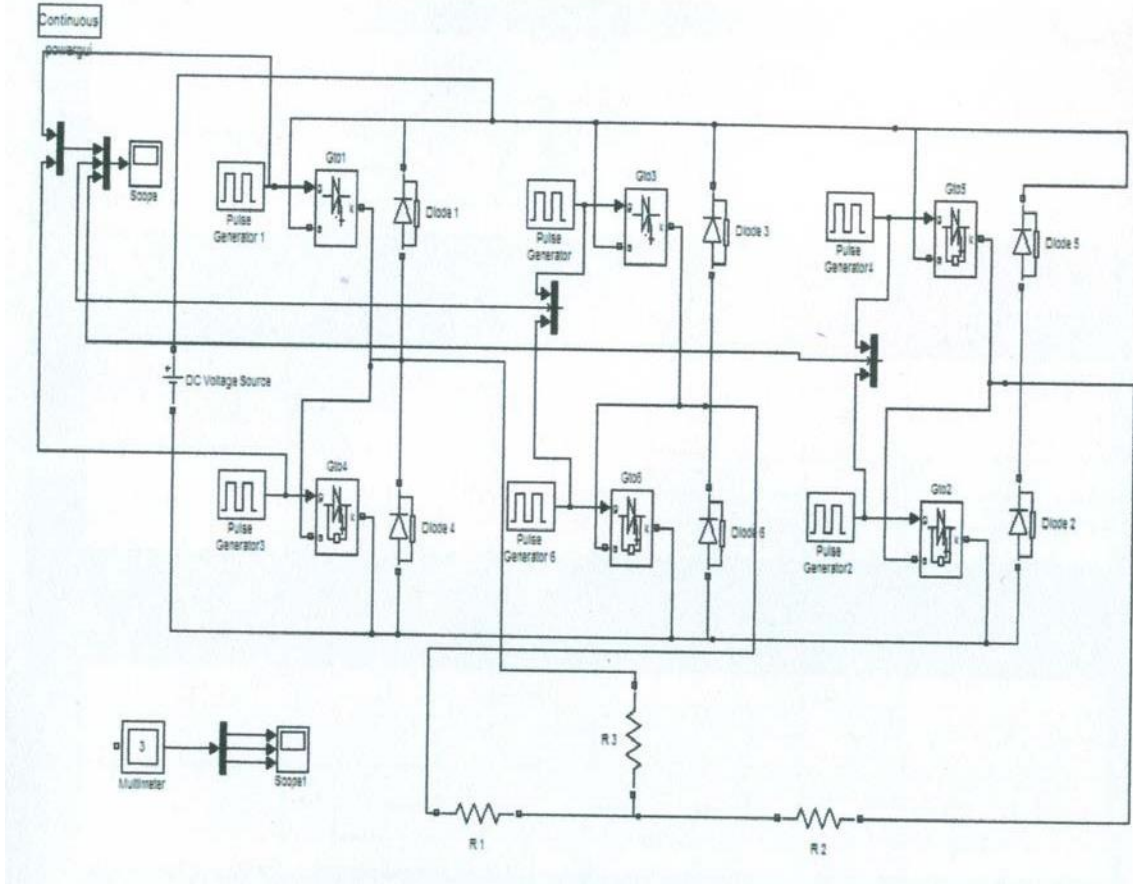 Continuous
powergui
Scope
Pulse
Generator 1
g
a
k
Gto1
Diode 1
Pulse
Generator
g
a
k
Gto3
Diode 3
Pulse
Generator4
g
a
k
Gto5
Diode 5
+
DC Voltage Source
Pulse
Generator3
g
a
k
Gto4
Diode 4
Pulse
Generator 6
g
a
k
Gto6
Diode 6
Pulse
Generator2
g
a
k
Gto2
Diode 2
3
Multimeter
Scope1
R 3
R 1
R 2